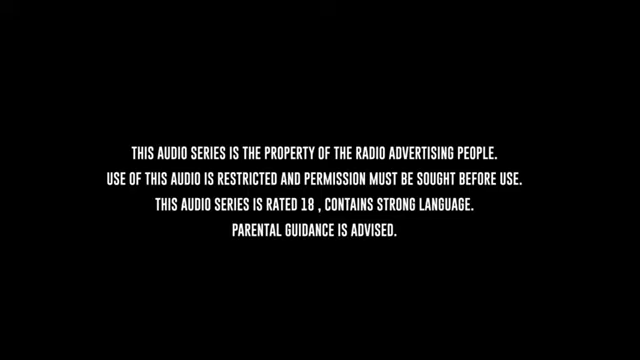 THIS AUDIO SERIES IS THE PROPERTY OF THE RADIO ADVERTISING PEOPLE.
USE OF THIS AUDIO IS RESTRICTED AND PERMISSION MUST BE SOUGHT BEFORE USE.
THIS AUDIO SERIES IS RATED 18 , CONTAINS STRONG LANGUAGE.
PARENTAL GUIDANCE IS ADVISED.